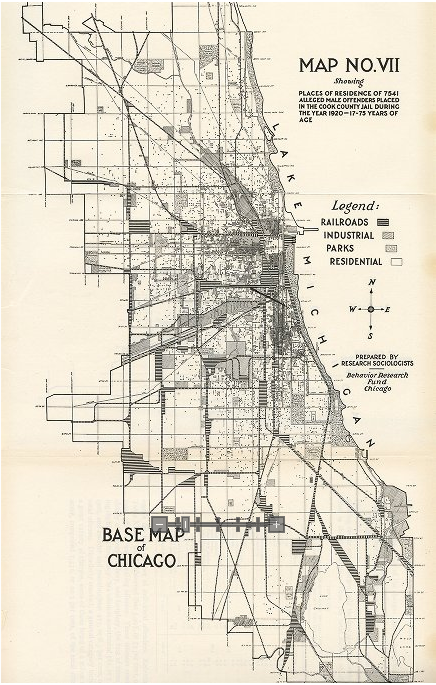 MAP NO. VII
Showing
PLACES OF RESIDENCE OF 7541
ALLEGED MALE OFFENDERS PLACED
IN THE COOK COUNTY JAIL DURING
THE YEAR 1920 — 17-75 YEARS OF
AGE
LAKE MICHIGAN
Legend:
RAILROADS
INDUSTRIAL
PARKS
RESIDENTIAL
N
W E
S
PREPARED BY
RESEARCH SOCIOLOGISTS
Behavior Research
Fund
Chicago
BASE MAP
of
CHICAGO